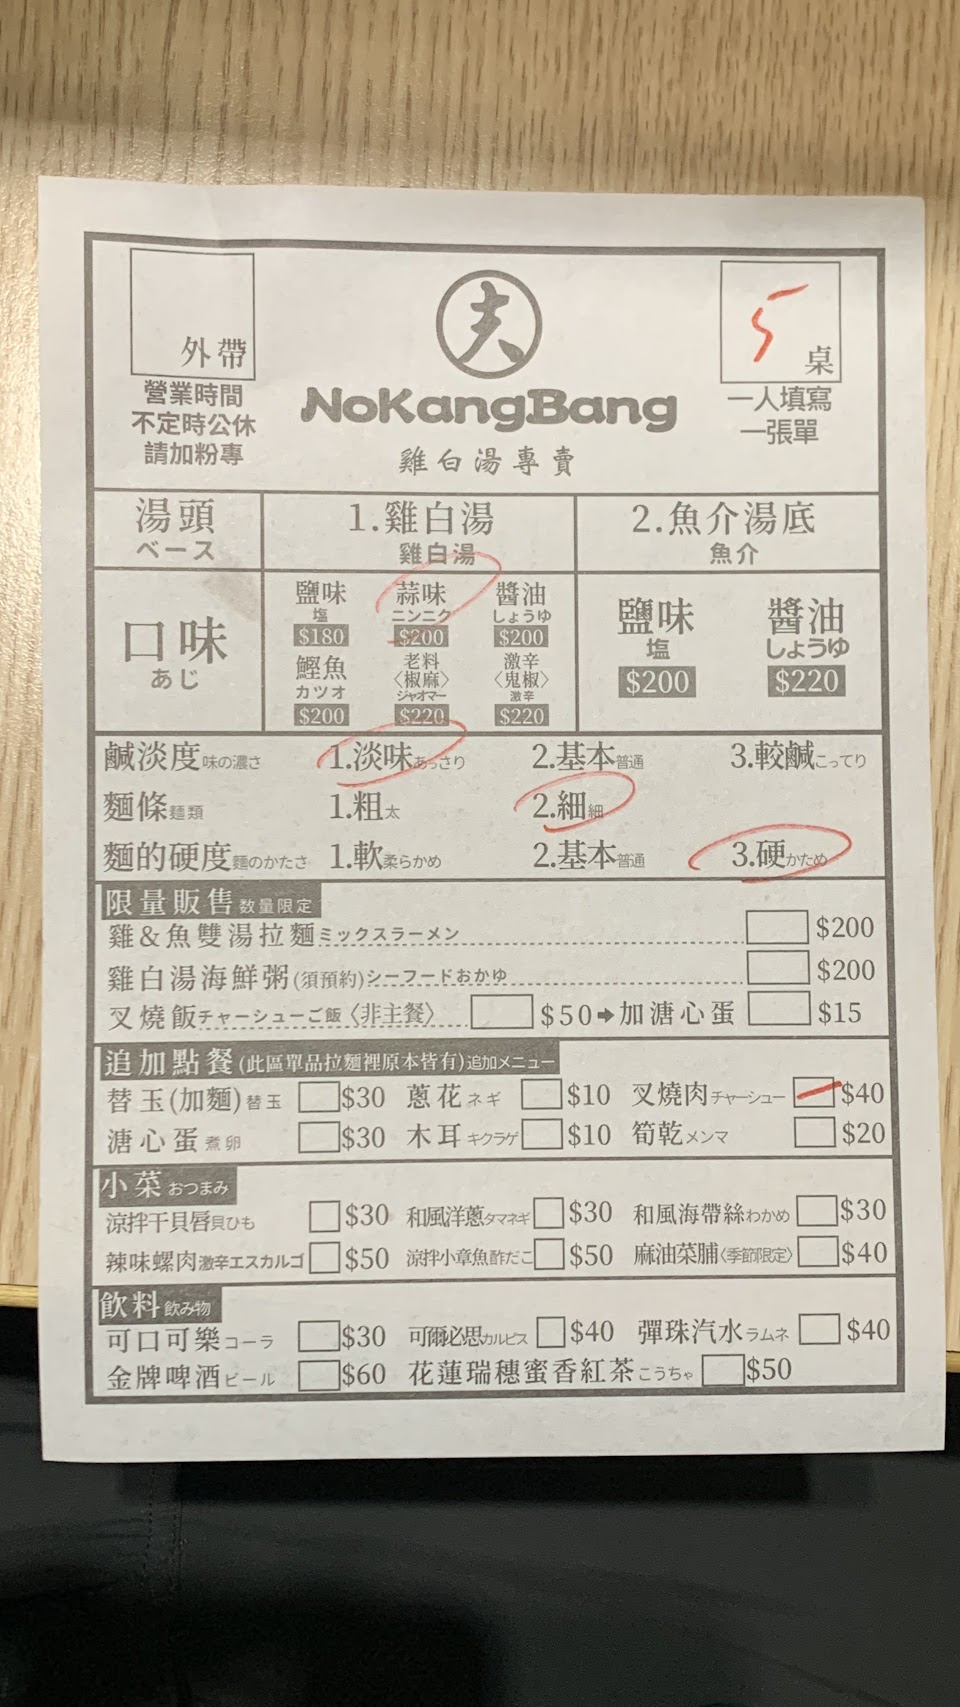 外帶
營業時間
不定時公休
請加粉專
夫
NoKangBang
雞白湯專賣
5
桌
一人填寫
一張單
湯頭
ベース
1.雞白湯
雞白湯
2.魚介湯底
魚介
口味
あじ
鹽味 蒜味 醬油
塩 ニンニク しょうゆ
$180 $200 $200
鰹魚 老料 激辛
カツオ 〈椒麻〉 〈鬼椒〉
ジャオマー 激辛
$200 $220 $220
鹽味 醬油
塩 しょうゆ
$200 $220
鹹淡度味の濃さ 1.淡味あっさり 2.基本普通 3.較鹹こってり
麵條麺類 1.粗太 2.細細
麵的硬度麺のかたさ 1.軟柔らかめ 2.基本普通 3.硬かため
限量販售数量限定
雞&魚雙湯拉麵ミックスラーメン $200
雞白湯海鮮粥(須預約)シーフードおかゆ $200
叉燒飯チャーシューご飯〈非主餐〉 $50➡加溏心蛋 $15
追加點餐(此區單品拉麵裡原本皆有)追加メニュー
替玉(加麵)替玉 $30 蔥花ネギ $10 叉燒肉チャーシュー $40
溏心蛋煮卵 $30 木耳キクラゲ $10 筍乾メンマ $20
小菜おつまみ
涼拌干貝唇貝ひも $30 和風洋蔥タマネギ $30 和風海帶絲わかめ $30
辣味螺肉激辛エスカルゴ $50 涼拌小章魚酢だこ $50 麻油菜脯〈季節限定〉 $40
飲料飲み物
可口可樂コーラ $30 可爾必思カルピス $40 彈珠汽水ラムネ $40
金牌啤酒ビール $60 花蓮瑞穗蜜香紅茶こうちゃ $50